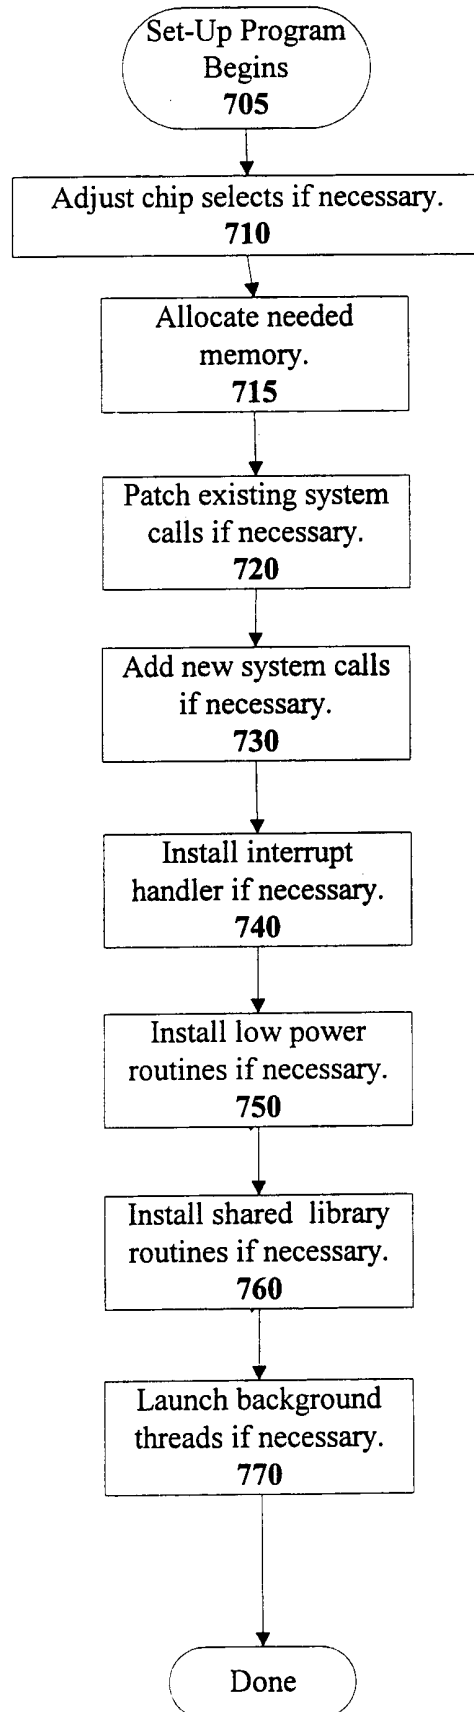 Set-Up Program
Begins
705
Adjust chip selects if necessary.
710
Allocate needed
memory.
715
Patch existing system
calls if necessary.
720
Add new system calls
if necessary.
730
Install interrupt
handler if necessary.
740
Install low power
routines if necessary.
750
Install shared library
routines if necessary.
760
Launch background
threads if necessary.
770
Done